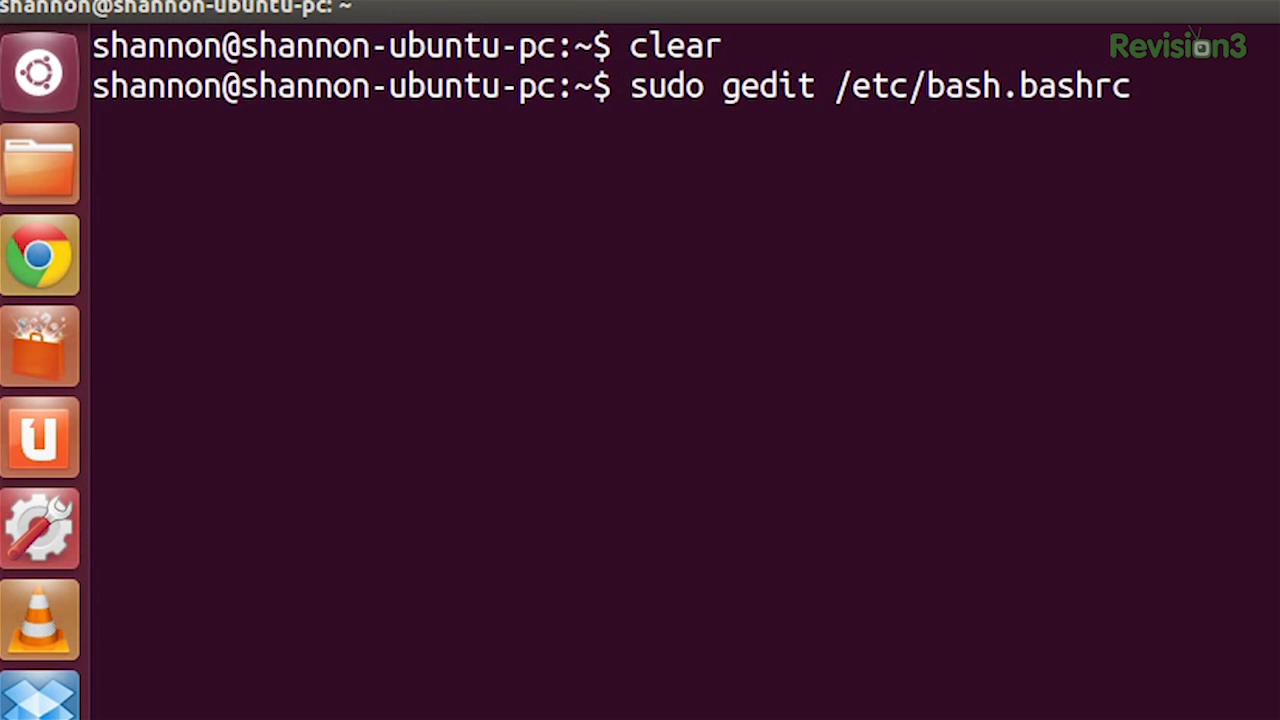 shannon@shannon-ubuntu-pc: ~
shannon@shannon-ubuntu-pc:~$ clear
Revision3
shannon@shannon-ubuntu-pc:~$ sudo gedit /etc/bash.bashrc